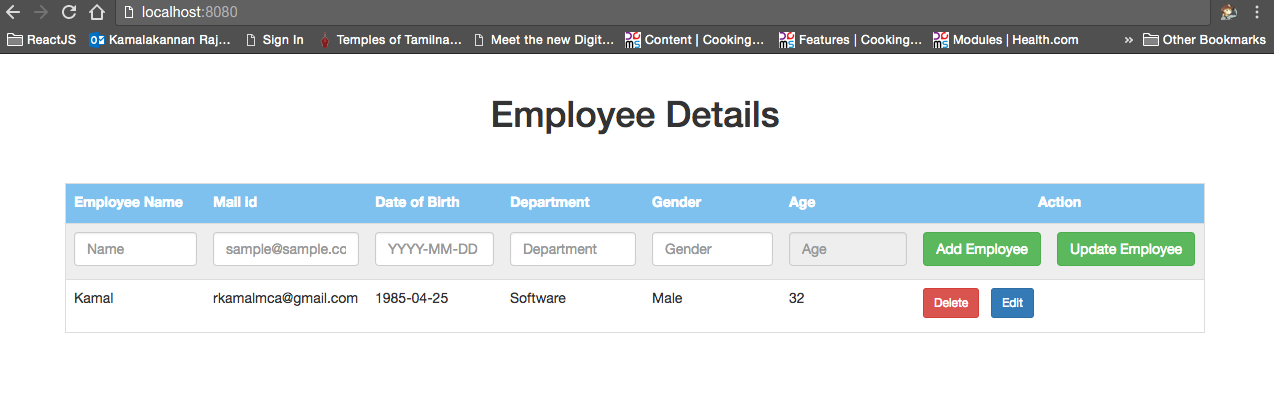 localhost:8080
ReactJS Kamalakannan Raj... Sign In Temples of Tamilna... Meet the new Digit... Content | Cooking... Features | Cooking... Modules | Health.com » Other Bookmarks
Employee Details
Employee Name Mail id Date of Birth Department Gender Age Action
Name sample@sample.co YYYY-MM-DD Department Gender Age Add Employee Update Employee
Kamal rkamalmca@gmail.com 1985-04-25 Software Male 32 Delete Edit